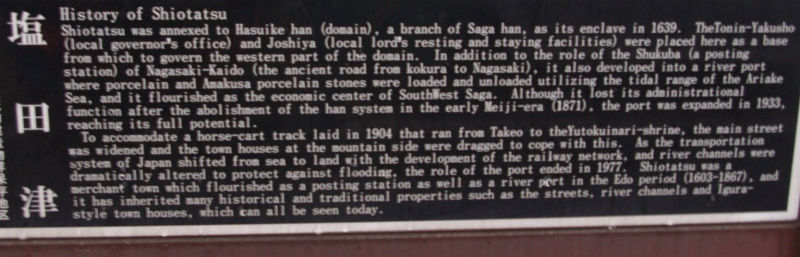 塩田津
History of Shiotatsu
Shiotatsu was annexed to Hasuike han (domain), a branch of Saga han, as its enclave in 1639. TheTonin-Yakusho
(local governor's office) and Joshiya (local lord's resting and staying facilities) were placed here as a base
from which to govern the western part of the domain. In addition to the role of the Shukuba (a posting
station) of Nagasaki-Kaido (the ancient road from kokura to Nagasaki), it also developed into a river port
where porcelain and Amakusa porcelain stones were loaded and unloaded utilizing the tidal range of the Ariake
Sea, and it flourished as the economic center of SouthWest Saga. Although it lost its administrational
function after the abolishment of the han system in the early Meiji-era (1871), the port was expanded in 1933,
reaching its full potential.
To accommodate a horse-cart track laid in 1904 that ran from Takeo to theYutokuinari-shrine, the main street
was widened and the town houses at the mountain side were dragged to cope with this. As the transportation
system of Japan shifted from sea to land with the development of the railway network, and river channels were
dramatically altered to protect against flooding, the role of the port ended in 1977. Shiotatsu was a
merchant town which flourished as a posting station as well as a river port in the Edo period (1603-1867), and
it has inherited many historical and traditional properties such as the streets, river channels and Igura-
style town houses, which can all be seen today.